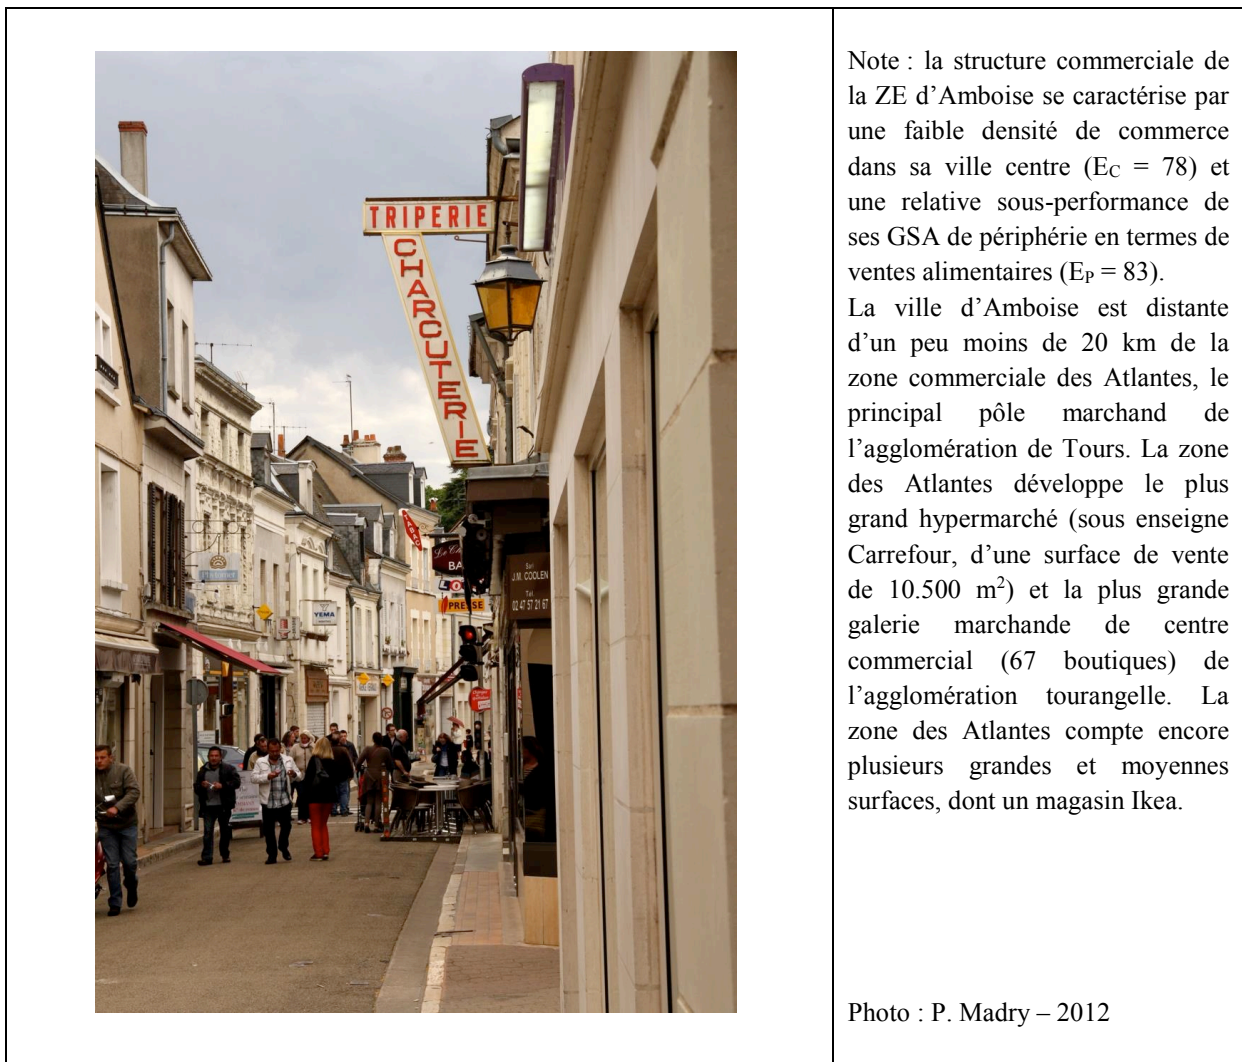 TRIPERIE
CHARCUTERIE
TABAC
BA
PRESSE
YEMA
Sarl
J.M. COOLEN
Tél.
02 47 57 21 67
Note : la structure commerciale de
la ZE d’Amboise se caractérise par
une faible densité de commerce
dans sa ville centre (EC = 78) et
une relative sous-performance de
ses GSA de périphérie en termes de
ventes alimentaires (EP = 83).
La ville d’Amboise est distante
d’un peu moins de 20 km de la
zone commerciale des Atlantes, le
principal pôle marchand de
l’agglomération de Tours. La zone
des Atlantes développe le plus
grand hypermarché (sous enseigne
Carrefour, d’une surface de vente
de 10.500 m2) et la plus grande
galerie marchande de centre
commercial (67 boutiques) de
l’agglomération tourangelle. La
zone des Atlantes compte encore
plusieurs grandes et moyennes
surfaces, dont un magasin Ikea.
Photo : P. Madry – 2012